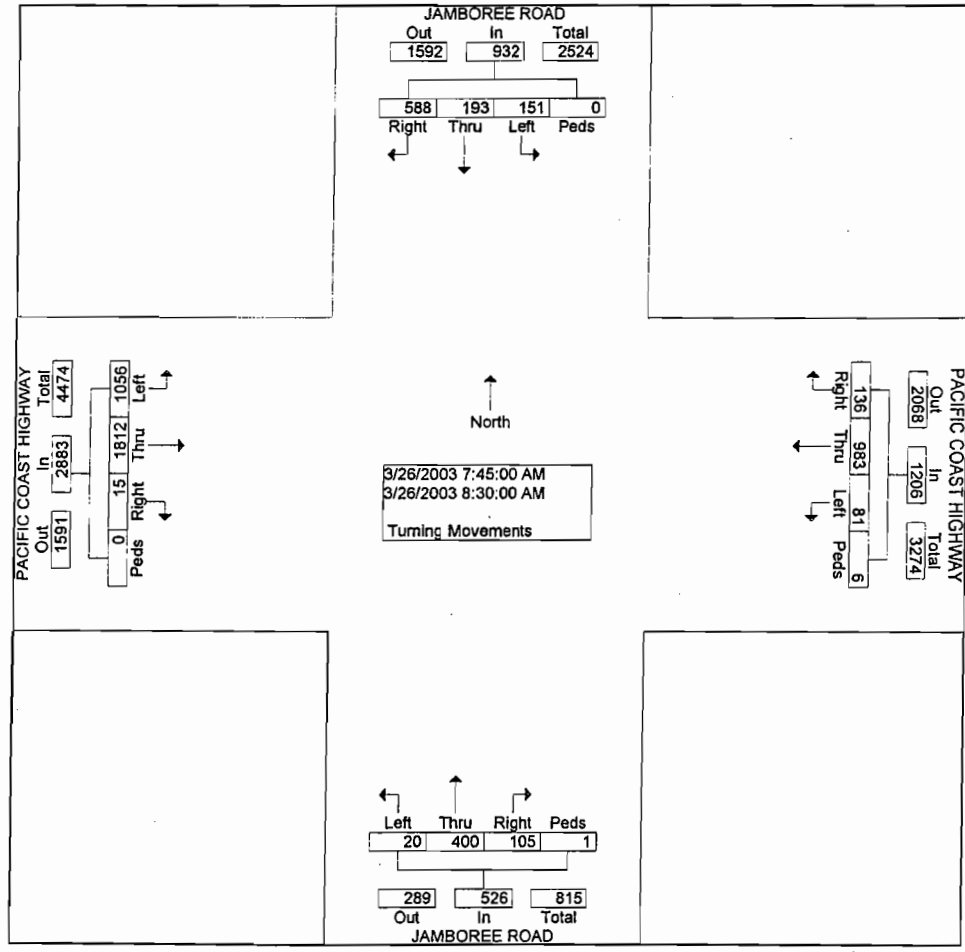 JAMBOREE ROAD
Out In Total
1592 932 2524
588 193 151 0
Right Thru Left Peds
PACIFIC COAST HIGHWAY
Total In Out
4474 2883 1591
1056 1812 15 0
Left Thru Right Peds
North
3/26/2003 7:45:00 AM
3/26/2003 8:30:00 AM
Turning Movements
Right Thru Left Peds
136 983 81 6
Out In Total
2068 1206 3274
PACIFIC COAST HIGHWAY
Left Thru Right Peds
20 400 105 1
289 526 815
Out In Total
JAMBOREE ROAD